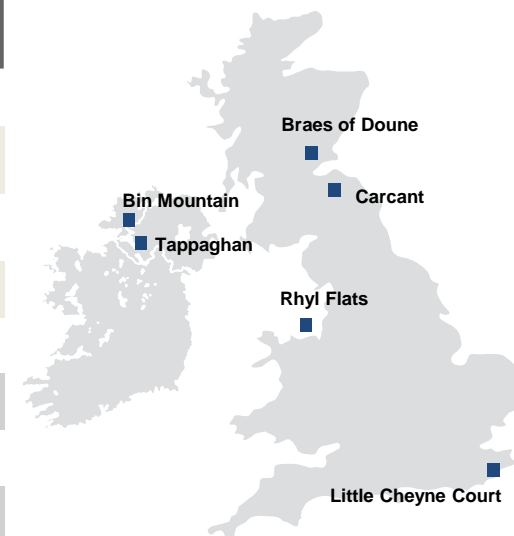 Braes of Doune
Carcant
Bin Mountain
Tappaghan
Rhyl Flats
Little Cheyne Court